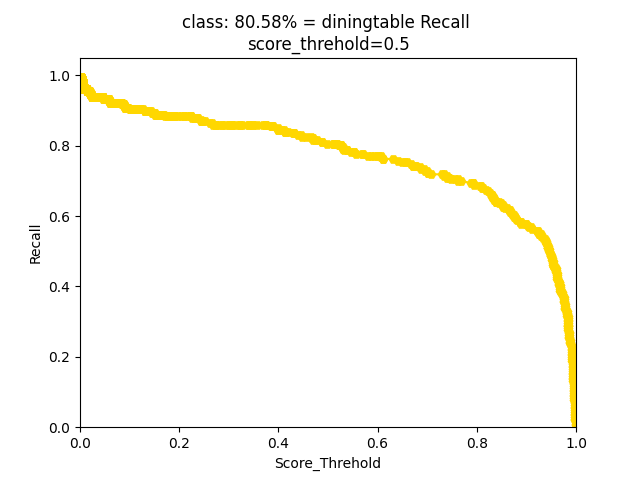 class: 80.58% = diningtable Recall
score_threhold=0.5
1.0
0.8
0.6
0.4
0.2
0.0
Recall
0.0 0.2 0.4 0.6 0.8 1.0
Score_Threhold